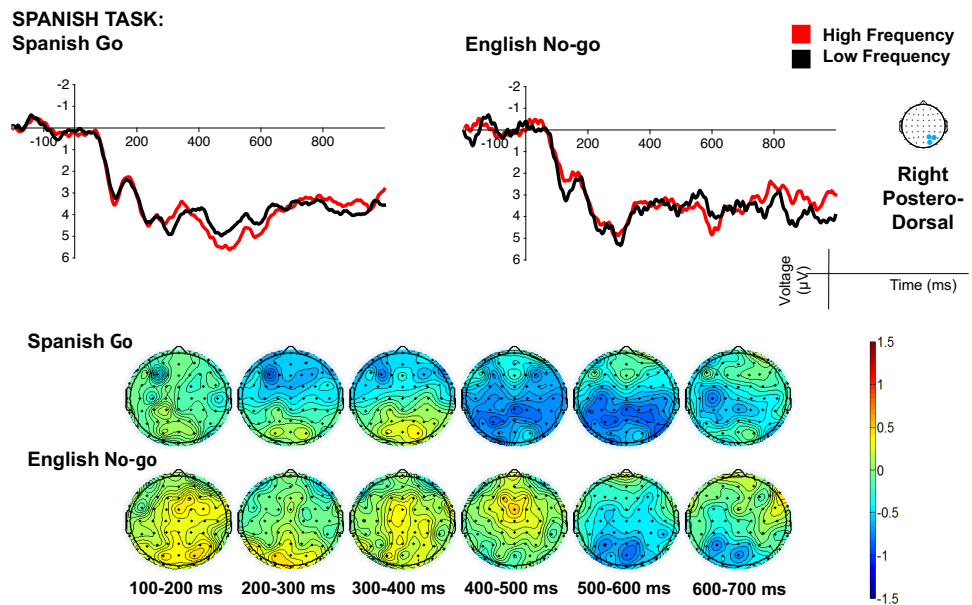 SPANISH TASK:
Spanish Go
English No-go
High Frequency
Low Frequency
-2
-1
-100
200
400
600
800
1
2
3
4
5
6
-2
-1
-100
200
400
600
800
1
2
3
4
5
6
Right
Postero-
Dorsal
Voltage
(µV)
Time (ms)
Spanish Go
English No-go
100-200 ms
200-300 ms
300-400 ms
400-500 ms
500-600 ms
600-700 ms
1.5
1
0.5
0
-0.5
-1
-1.5